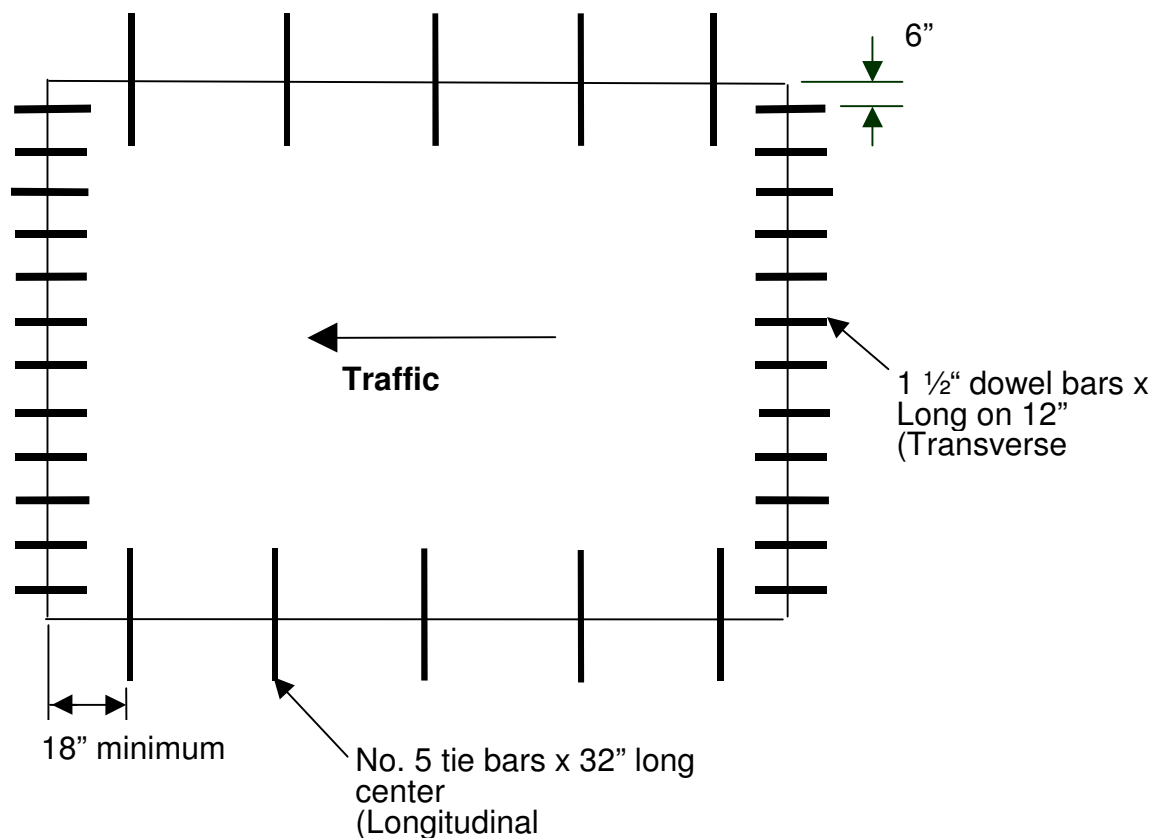 6”
Traffic
1 ½“ dowel bars x
Long on 12”
(Transverse
18” minimum
No. 5 tie bars x 32” long
center
(Longitudinal